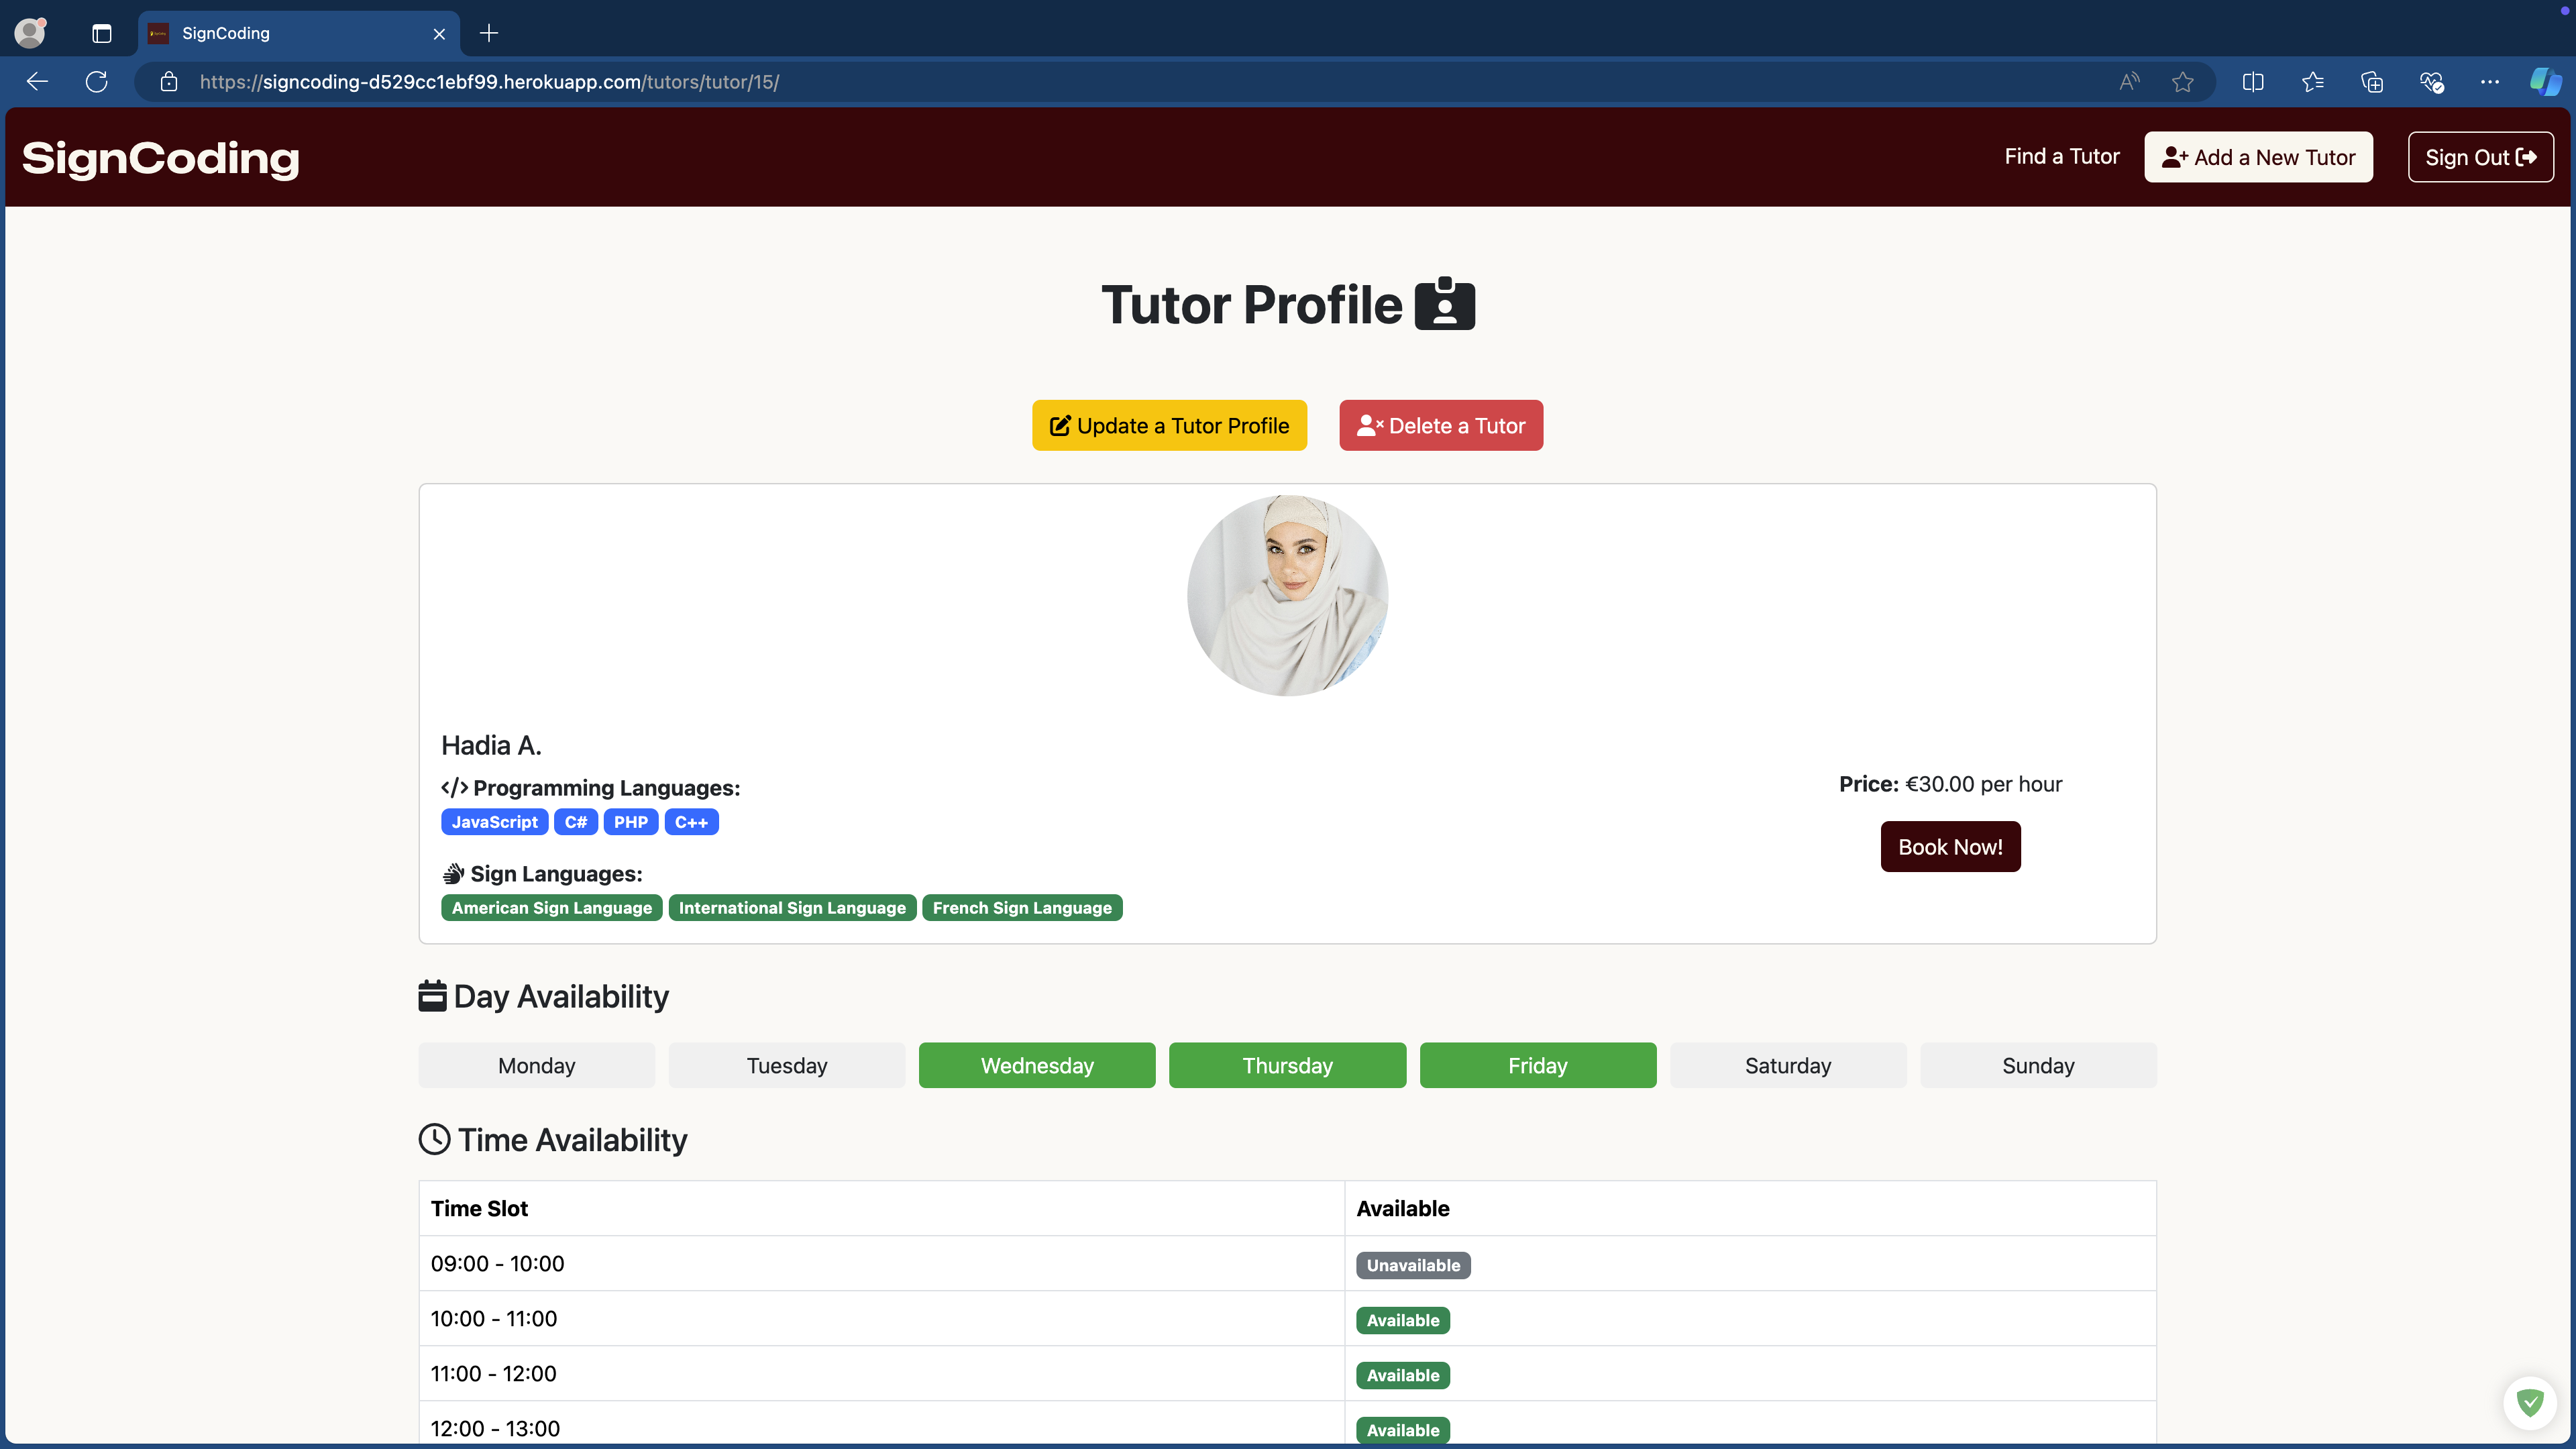 SignCoding
https://signcoding-d529cc1ebf99.herokuapp.com/tutors/tutor/15/
SignCoding
Find a Tutor
Add a New Tutor
Sign Out
Tutor Profile
Update a Tutor Profile
Delete a Tutor
Hadia A.
</> Programming Languages:
JavaScript C# PHP C++
Price: €30.00 per hour
Book Now!
Sign Languages:
American Sign Language International Sign Language French Sign Language
Day Availability
Monday Tuesday Wednesday Thursday Friday Saturday Sunday
Time Availability
Time Slot Available
09:00 - 10:00 Unavailable
10:00 - 11:00 Available
11:00 - 12:00 Available
12:00 - 13:00 Available